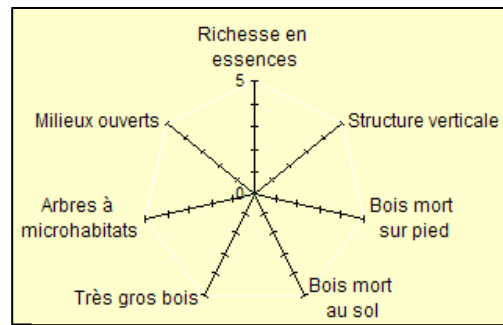 Richesse en
essences
5
Milieux ouverts
Structure verticale
0
Arbres à
microhabitats
Bois mort
sur pied
Très gros bois
Bois mort
au sol